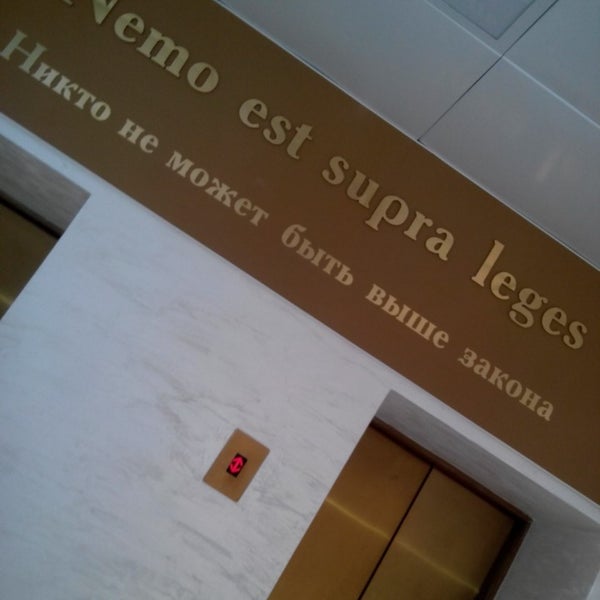 Nemo est supra leges
Никто не может быть выше закона